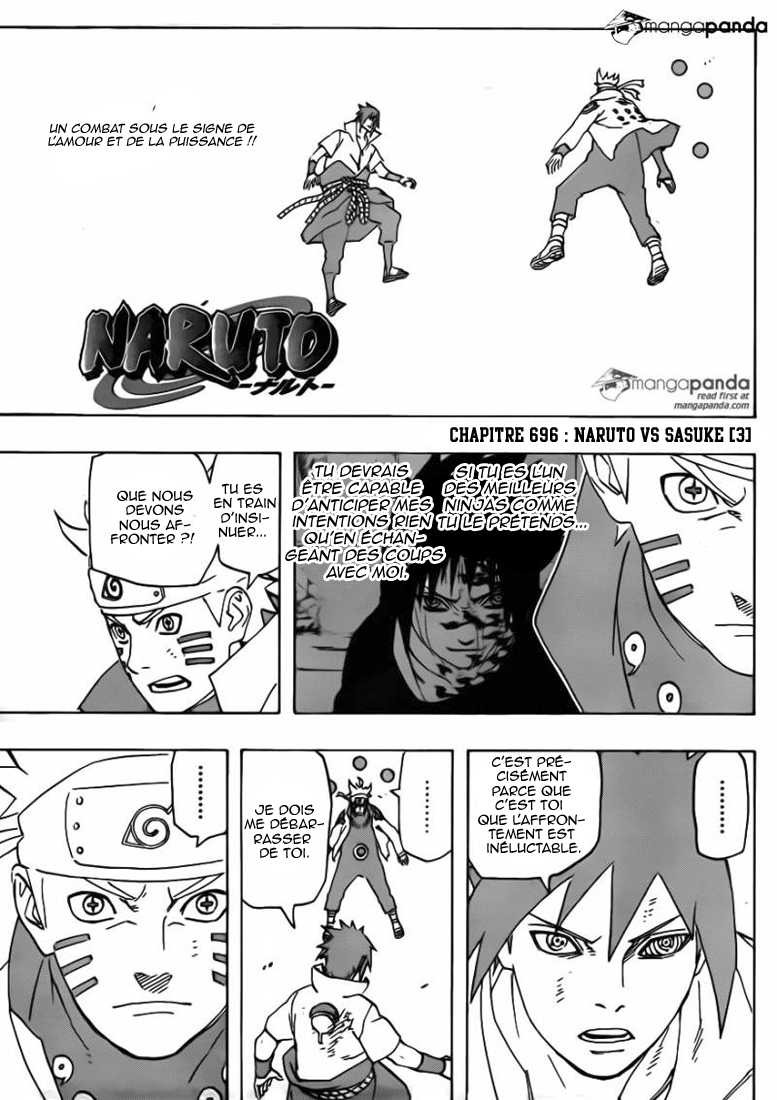 mangapanda
UN COMBAT SOUS LE SIGNE DE
L'AMOUR ET DE LA PUISSANCE !!
NARUTO
-ナルト-
mangapanda
read first at
mangapanda.com
CHAPITRE 696 : NARUTO VS SASUKE [3]
SI TU ES L'UN
DES MEILLEURS
NINJAS COMME
TU LE PRÉTENDS...
TU DEVRAIS
ÊTRE CAPABLE
D'ANTICIPER MES
INTENTIONS RIEN
QU'EN ÉCHAN-
GEANT DES COUPS
AVEC MOI.
TU ES
EN TRAIN
D'INSI-
NUER...
QUE NOUS
DEVONS
NOUS AF-
FRONTER ?!
.........
C'EST PRÉ-
CISÉMENT
PARCE QUE
C'EST TOI
QUE L'AFFRON-
TEMENT EST
INÉLUCTABLE.
.........
JE DOIS
ME DÉBAR-
RASSER
DE TOI.
.........